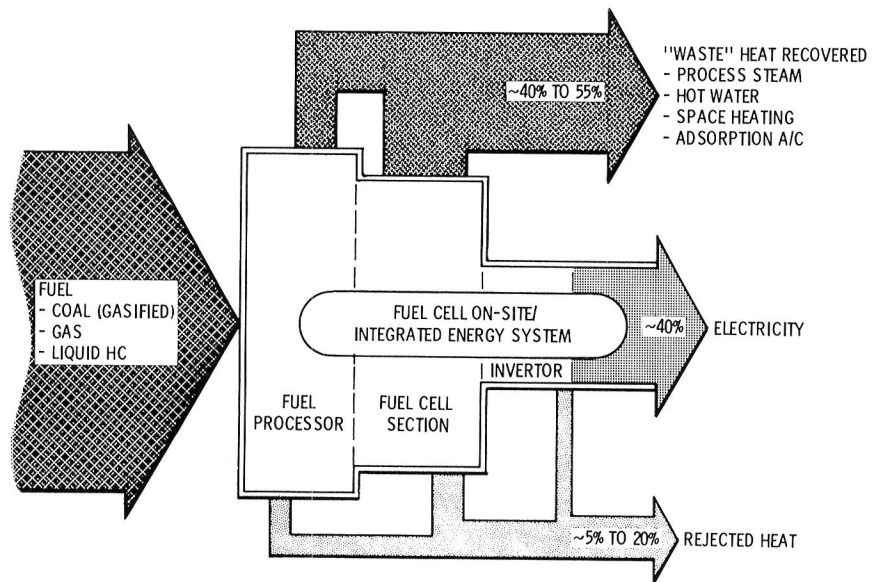 "WASTE" HEAT RECOVERED
- PROCESS STEAM
- HOT WATER
- SPACE HEATING
- ADSORPTION A/C
~40% TO 55%
FUEL
- COAL (GASIFIED)
- GAS
- LIQUID HC
FUEL CELL ON-SITE/
INTEGRATED ENERGY SYSTEM
~40%
ELECTRICITY
INVERTOR
FUEL
PROCESSOR
FUEL CELL
SECTION
~5% TO 20%
REJECTED HEAT